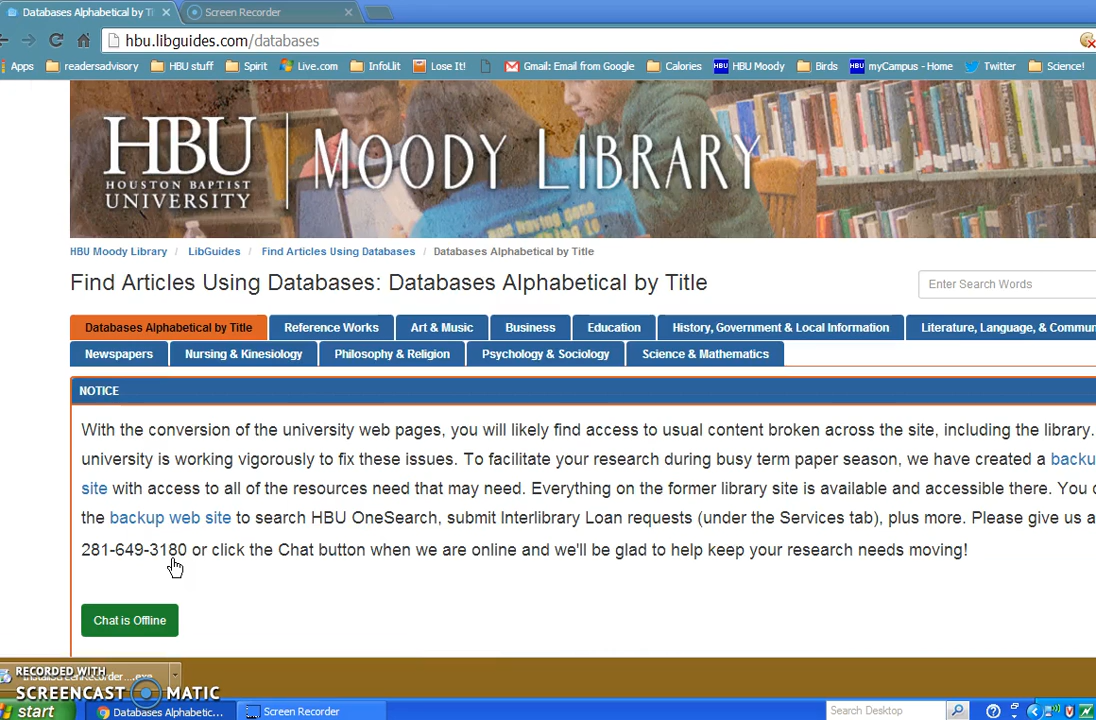 Databases Alphabetical by Ti
Screen Recorder
hbu.libguides.com/databases
Apps readersadvisory HBU stuff Spirit Live.com InfoLit Lose It! Gmail: Email from Google Calories HBU Moody Birds myCampus - Home Twitter Science!
HBU
HOUSTON BAPTIST
UNIVERSITY
MOODY LIBRARY
HBU Moody Library / LibGuides / Find Articles Using Databases / Databases Alphabetical by Title
Find Articles Using Databases: Databases Alphabetical by Title
Enter Search Words
Databases Alphabetical by Title Reference Works Art & Music Business Education History, Government & Local Information Literature, Language, & Commun
Newspapers Nursing & Kinesiology Philosophy & Religion Psychology & Sociology Science & Mathematics
NOTICE
With the conversion of the university web pages, you will likely find access to usual content broken across the site, including the library.
university is working vigorously to fix these issues. To facilitate your research during busy term paper season, we have created a backu
site with access to all of the resources need that may need. Everything on the former library site is available and accessible there. You c
the backup web site to search HBU OneSearch, submit Interlibrary Loan requests (under the Services tab), plus more. Please give us a
281-649-3180 or click the Chat button when we are online and we'll be glad to help keep your research needs moving!
Chat is Offline
RECORDED WITH
SCREENCAST MATIC
start Databases Alphabetic... Screen Recorder Search Desktop